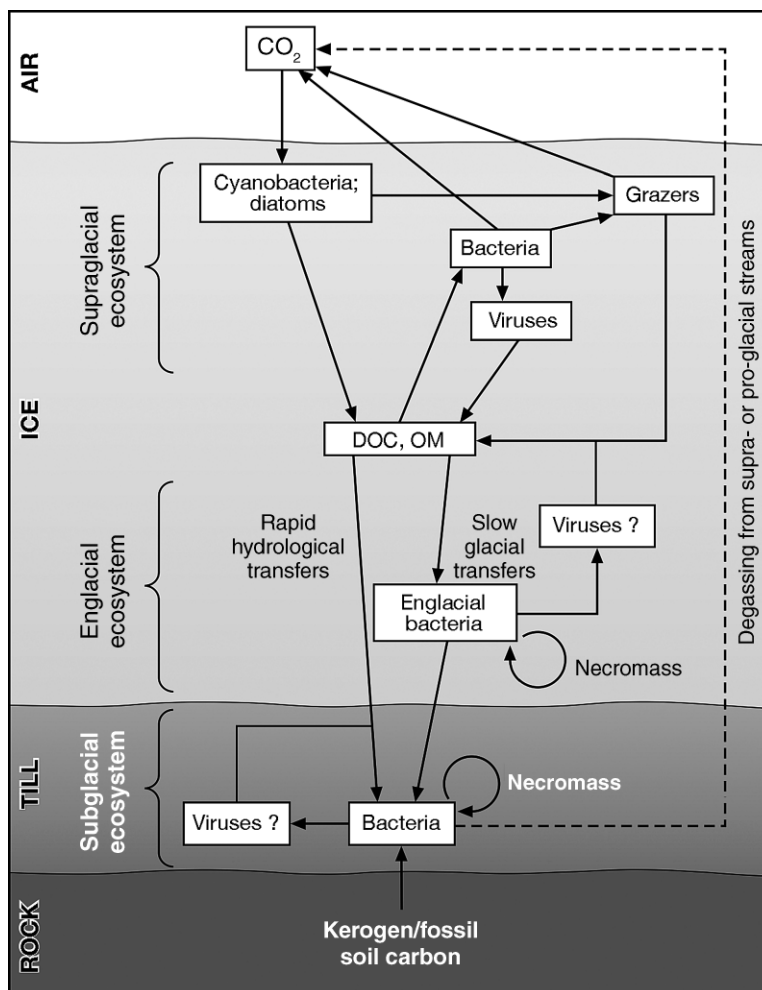 AIR
CO2
Cyanobacteria;
diatoms
Grazers
Supraglacial
ecosystem
Bacteria
Viruses
Degassing from supra- or pro-glacial streams
ICE
DOC, OM
Rapid
hydrological
transfers
Slow
glacial
transfers
Viruses ?
Englacial
ecosystem
Englacial
bacteria
Necromass
TILL
Subglacial
ecosystem
Necromass
Viruses ?
Bacteria
ROCK
Kerogen/fossil
soil carbon